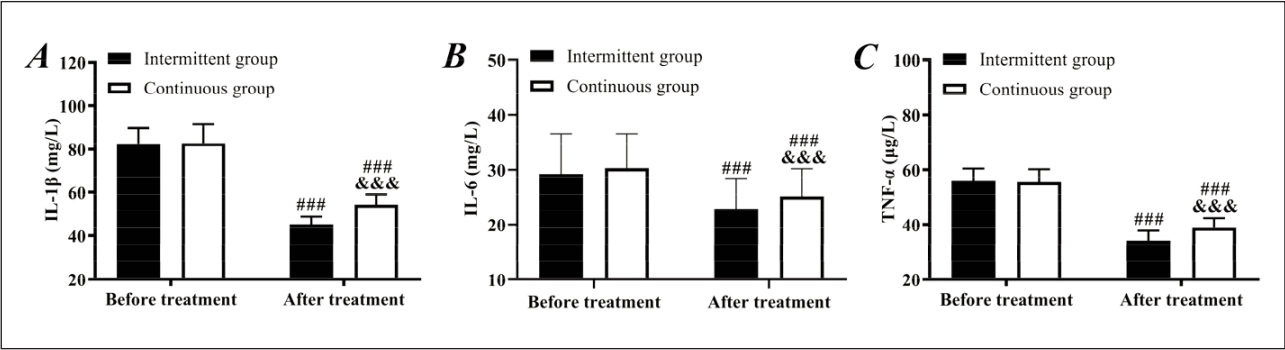 A
Intermittent group
Continuous group
IL-1β (mg/L)
120
100
80
60
40
20
###
###
&&&
Before treatment
After treatment
B
Intermittent group
Continuous group
IL-6 (mg/L)
50
40
30
20
10
###
###
&&&
Before treatment
After treatment
C
Intermittent group
Continuous group
TNF-α (μg/L)
100
80
60
40
20
###
###
&&&
Before treatment
After treatment